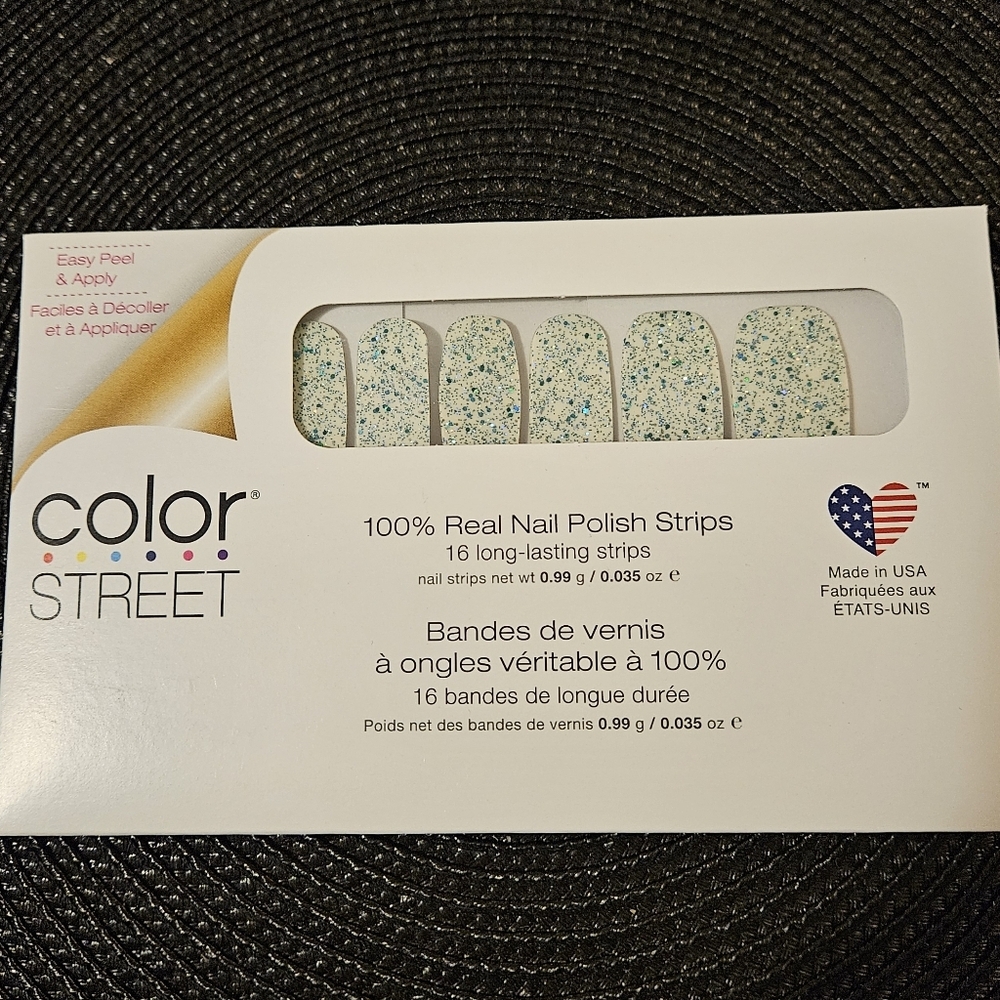 Easy Peel
& Apply
Faciles à Décoller
et à Appliquer
color®
STREET
100% Real Nail Polish Strips
16 long-lasting strips
nail strips net wt 0.99 g / 0.035 oz ℮
Bandes de vernis
à ongles véritable à 100%
16 bandes de longue durée
Poids net des bandes de vernis 0.99 g / 0.035 oz ℮
™
Made in USA
Fabriquées aux
ÉTATS-UNIS